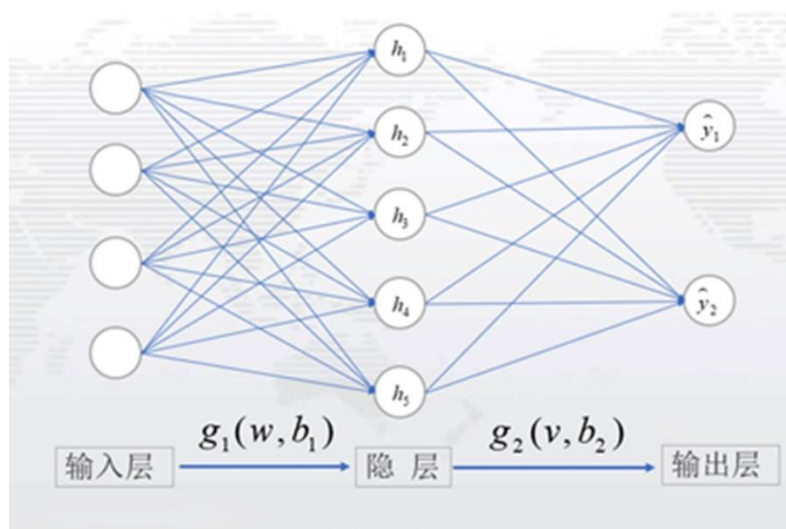 h₁
h₂
ŷ₁
h₃
h₄
ŷ₂
h₅
g₁(w,b₁)
g₂(v,b₂)
输入层
隐 层
输出层